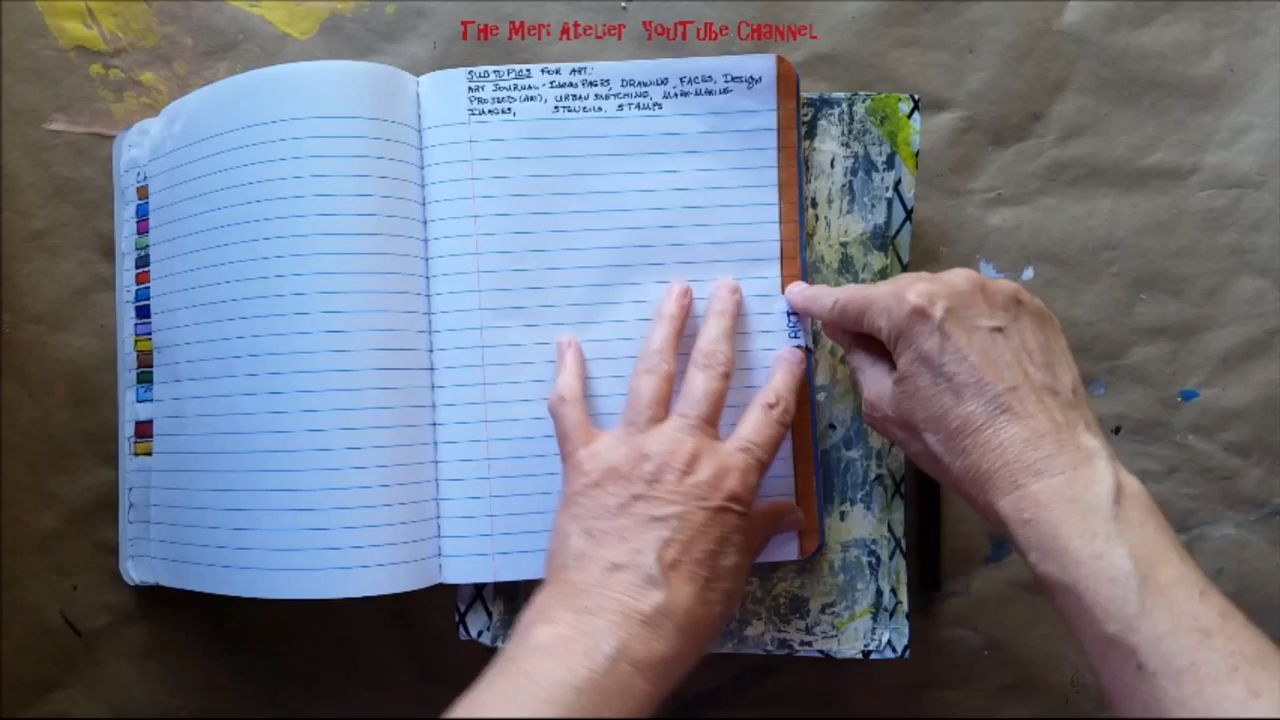 The Meri Atelier YouTube Channel
SUBTOPICS FOR ART:
ART JOURNAL - Ideas PAGES, DRAWING, FACES, Design
PROJECTS (ART), URBAN SKETCHING, MARK-MAKING
IMAGES, STENCILS, STAMPS
ART